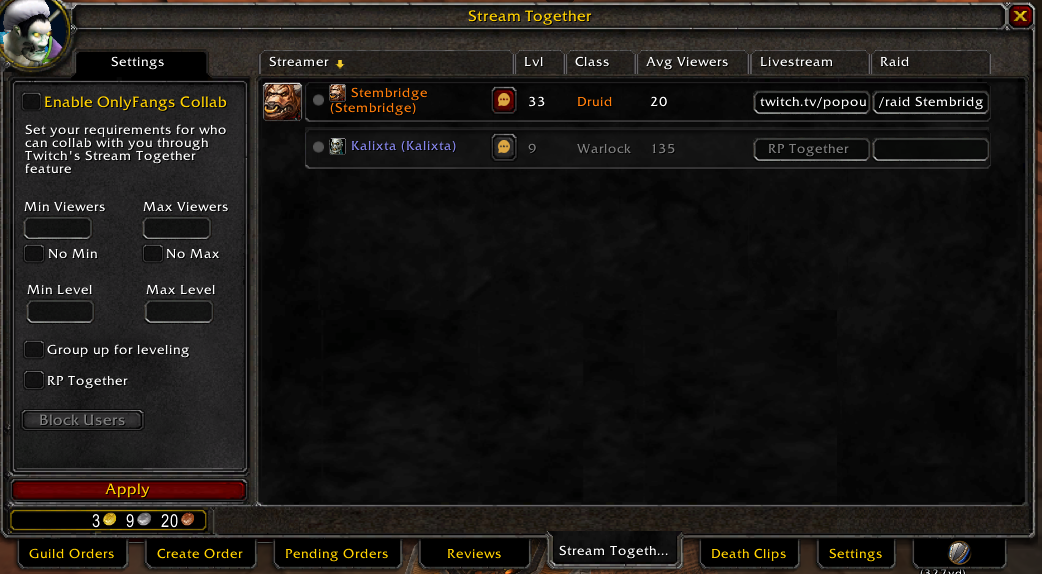 Stream Together
Settings
Streamer Lvl Class Avg Viewers Livestream Raid
Enable OnlyFangs Collab
Set your requirements for who
can collab with you through
Twitch's Stream Together
feature
Stembridge
(Stembridge) 33 Druid 20 twitch.tv/popou /raid Stembridg
Kalixta (Kalixta) 9 Warlock 135 RP Together
Min Viewers Max Viewers
No Min No Max
Min Level Max Level
Group up for leveling
RP Together
Block Users
Apply
3 9 20
Guild Orders Create Order Pending Orders Reviews Stream Togeth... Death Clips Settings